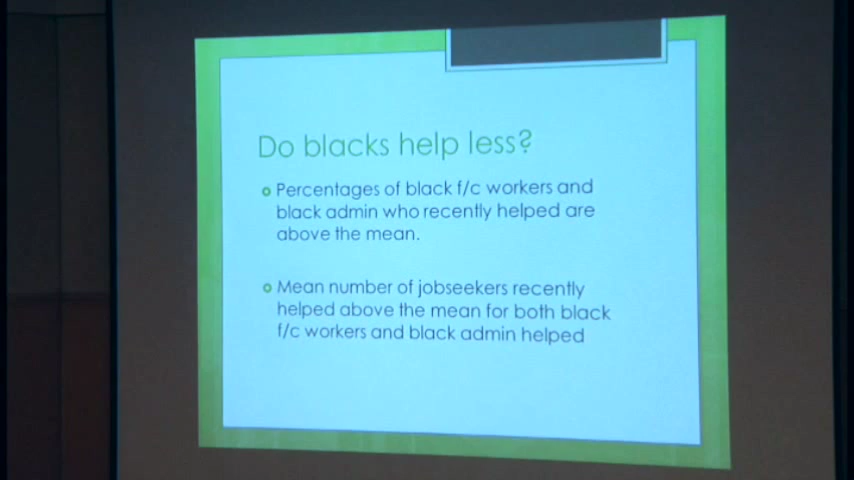 Do blacks help less?
Percentages of black f/c workers and
black admin who recently helped are
above the mean.
Mean number of jobseekers recently
helped above the mean for both black
f/c workers and black admin helped